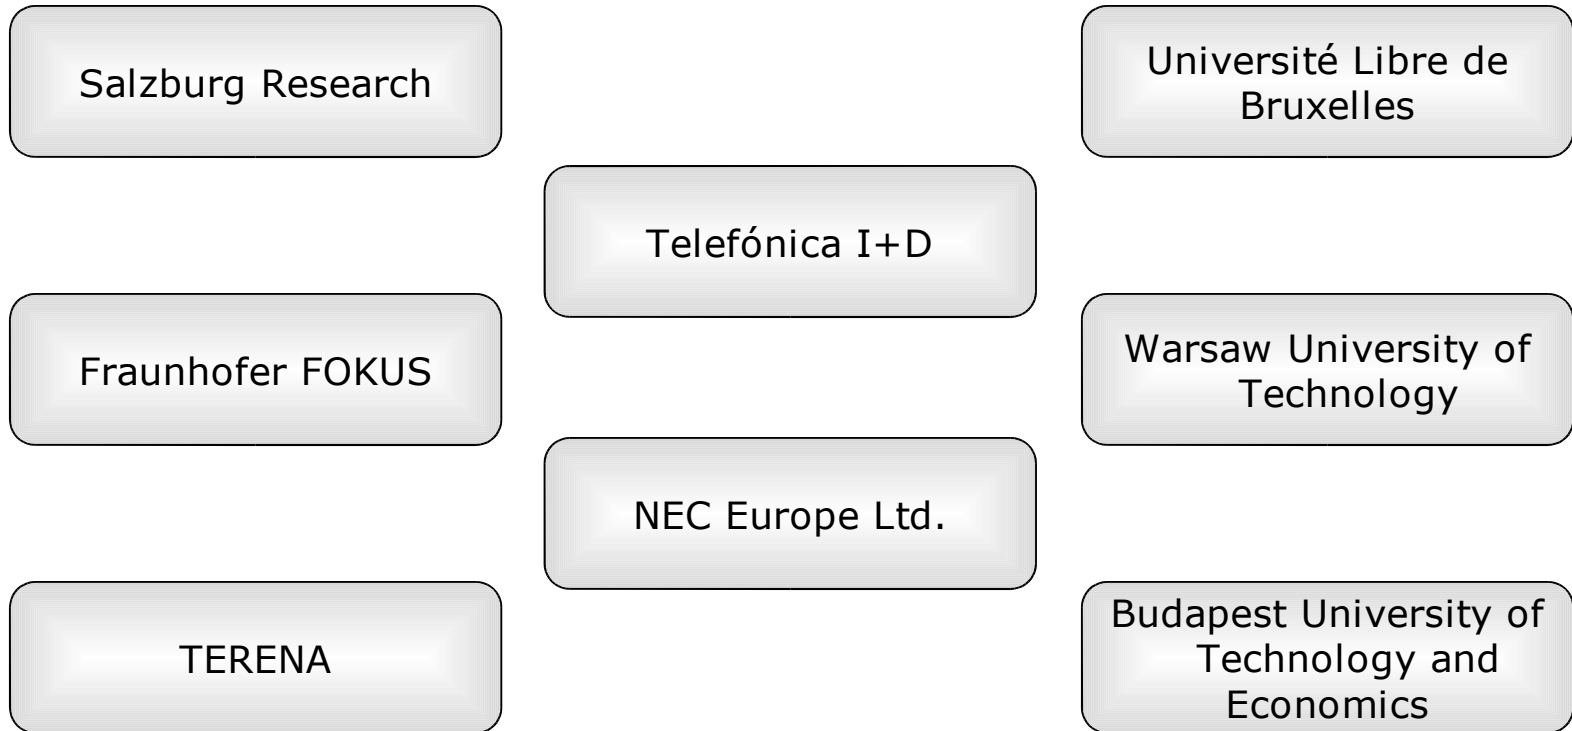 Salzburg Research
Université Libre de
Bruxelles
Telefónica I+D
Fraunhofer FOKUS
Warsaw University of
Technology
NEC Europe Ltd.
TERENA
Budapest University of
Technology and
Economics